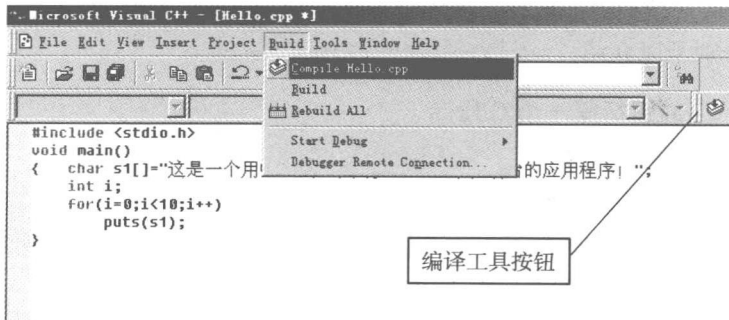 Microsoft Visual C++ - [Hello.cpp *]
File Edit View Insert Project Build Tools Window Help
Compile Hello.cpp
Build
Rebuild All
Start Debug
Debugger Remote Connection...
#include <stdio.h>
void main()
{ char s1[]="这是一个用 的应用程序! ";
int i;
for(i=0;i<10;i++)
puts(s1);
}
编译工具按钮